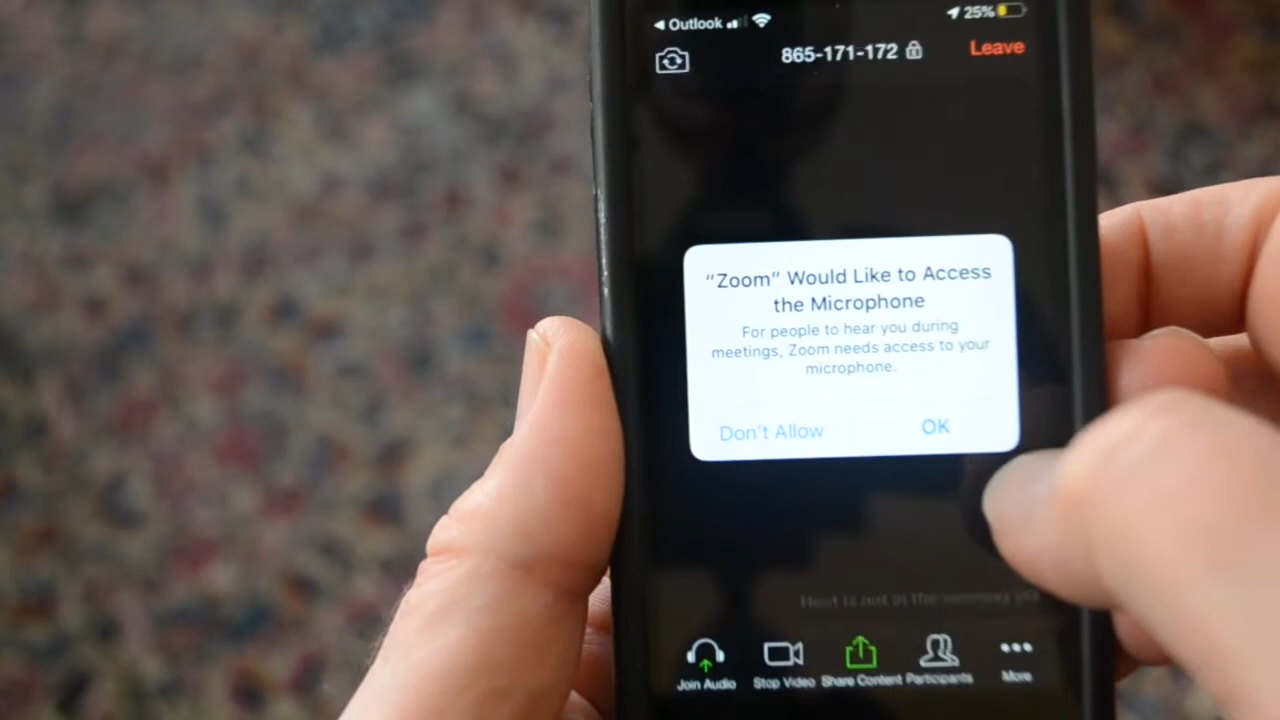 Outlook
25%
865-171-172
Leave
“Zoom” Would Like to Access
the Microphone
For people to hear you during
meetings, Zoom needs access to your
microphone.
Don't Allow
OK
Host is not in the meeting
Join Audio
Stop Video
Share Content
Participants
More